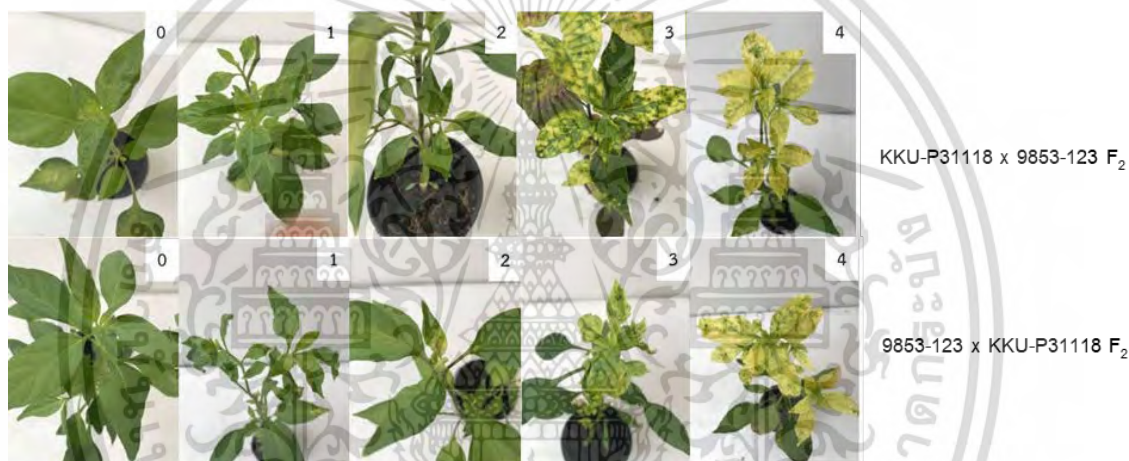 0 1 2 3 4
KKU-P31118 x 9853-123 F₂
0 1 2 3 4
9853-123 x KKU-P31118 F₂